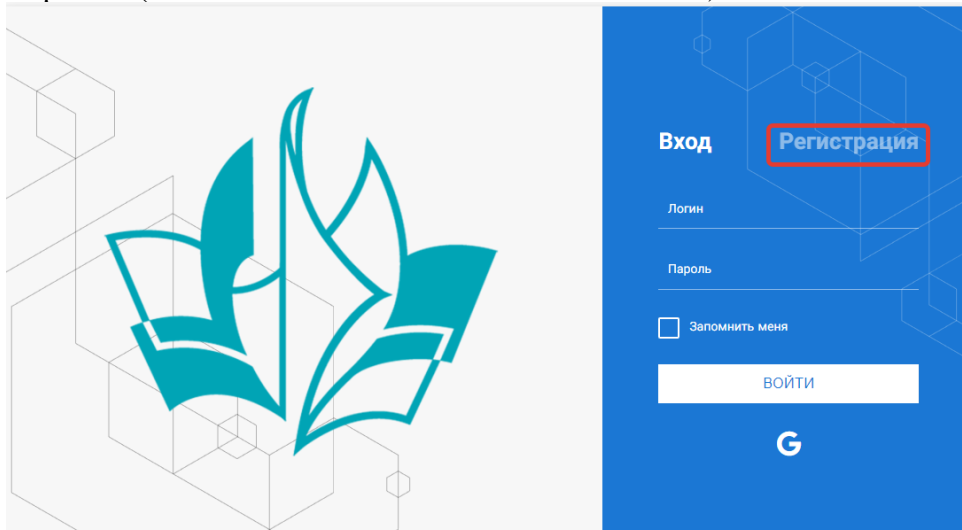 Вход Регистрация
Логин
Пароль
Запомнить меня
ВОЙТИ
G